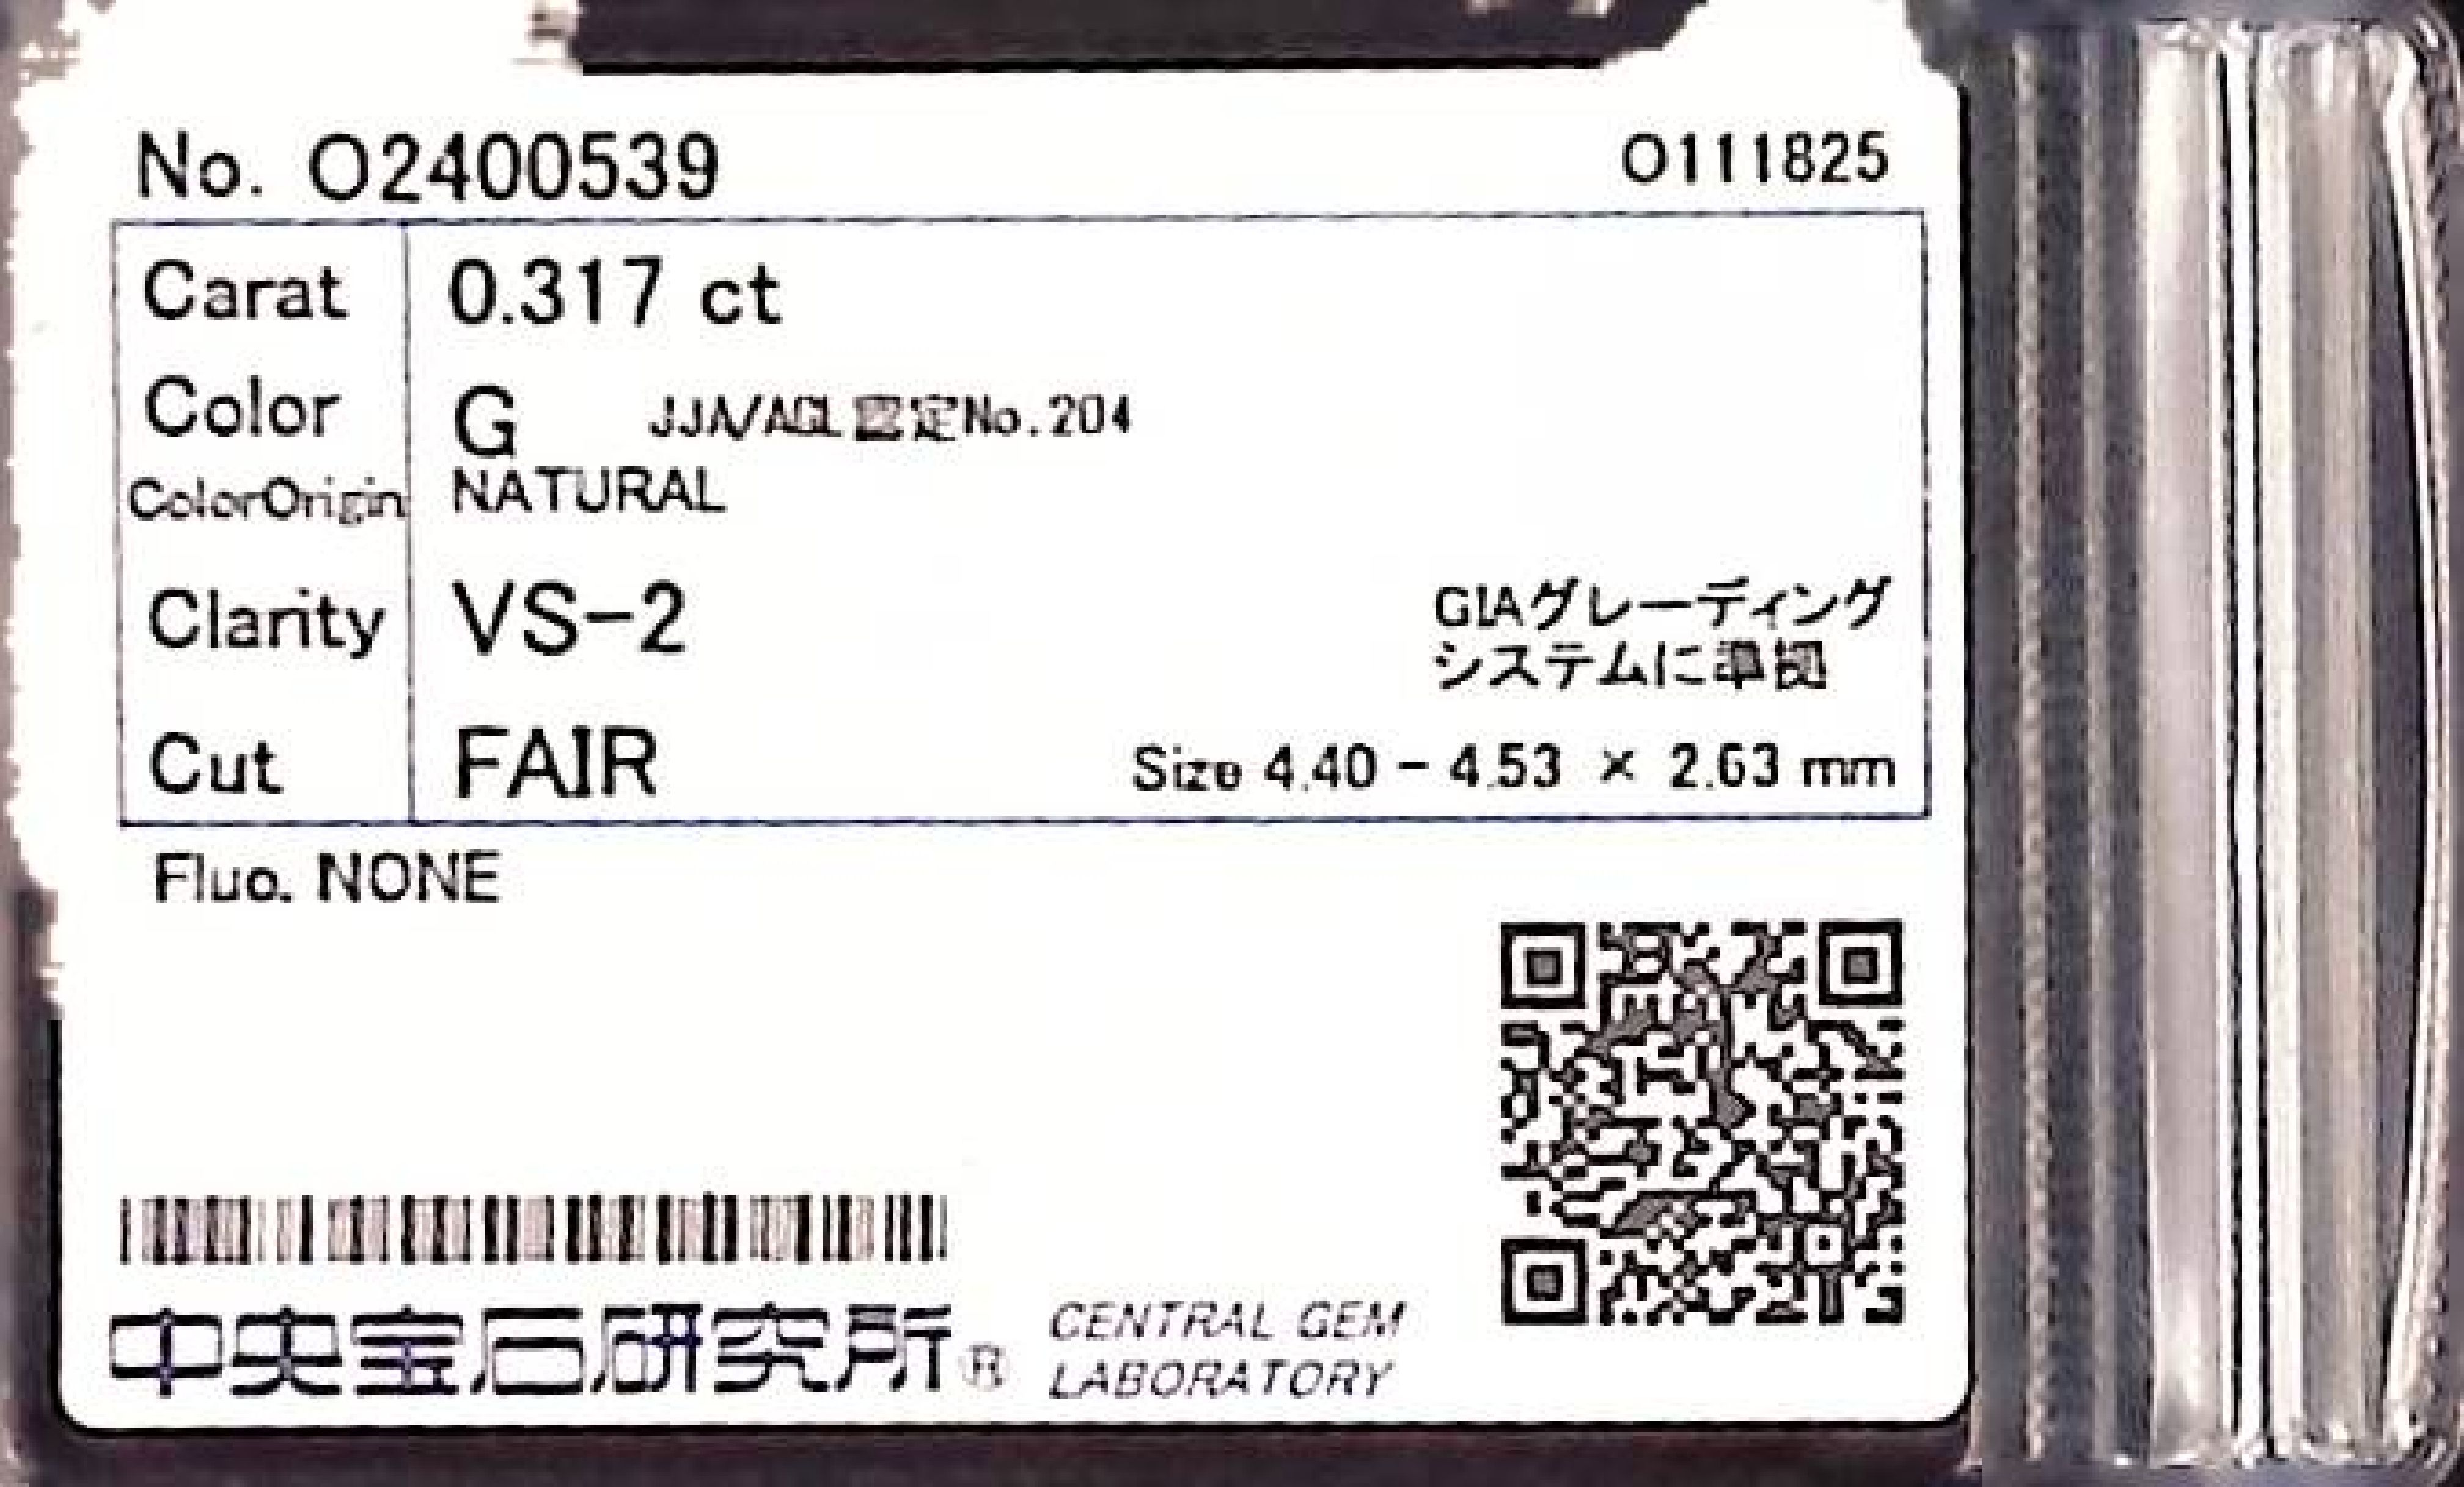 No. O2400539 O111825
Carat 0.317 ct
Color G JJA/AGL 認定No.204
ColorOrigin NATURAL
Clarity VS-2
GIAグレーディング
システムに準拠
Cut FAIR Size 4.40 - 4.53 × 2.63 mm
Fluo. NONE
中央宝石研究所® CENTRAL GEM
LABORATORY